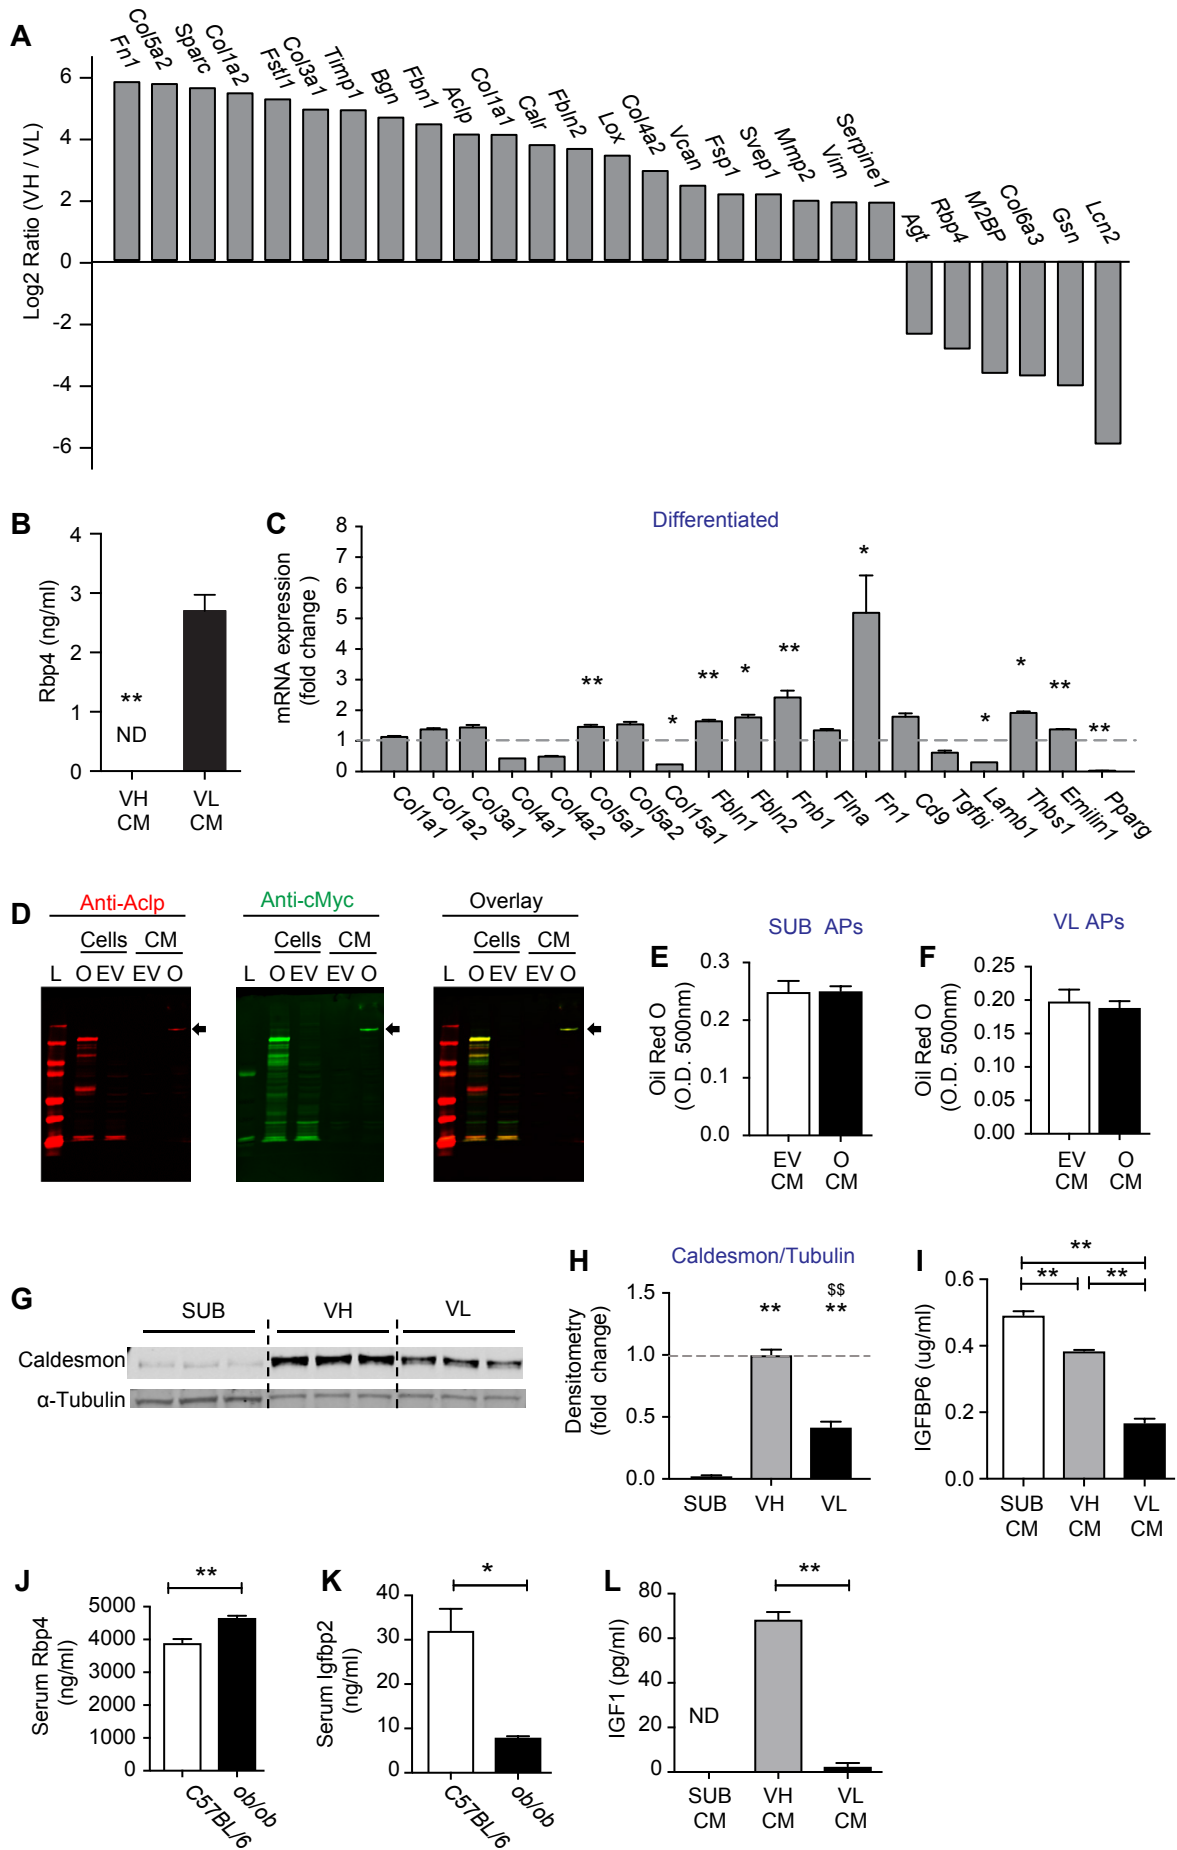 A
Fn1 Col5a2 Sparc Col1a2 Fstl1 Col3a1 Timp1 Bgn Fbn1 Aclp Col1a1 Calr Fbln2 Lox Col4a2 Vcan Fsp1 Svep1 Mmp2 Vim Serpine1 Agt Rbp4 M2BP Col6a3 Gsn Lcn2
Log2 Ratio (VH / VL)
6
4
2
0
-2
-4
-6
B
Rbp4 (ng/ml)
4
3
2
1
0
**
ND
VH CM
VL CM
C
Differentiated
mRNA expression
(fold change )
8
7
6
5
4
3
2
1
0
** * ** * ** * * * ** **
Col1a1 Col1a2 Col3a1 Col4a1 Col4a2 Col5a1 Col5a2 Col15a1 Fbln1 Fbln2 Fnb1 Flna Fn1 Cd9 Tgfbi Lamb1 Thbs1 Emilin1 Pparg
D
Anti-Aclp
Cells CM
L O EV EV O
Anti-cMyc
Cells CM
L O EV EV O
Overlay
Cells CM
L O EV EV O
E
SUB APs
Oil Red O
(O.D. 500nm)
0.3
0.2
0.1
0.0
EV CM
O CM
F
VL APs
Oil Red O
(O.D. 500nm)
0.25
0.20
0.15
0.10
0.05
0.00
EV CM
O CM
G
SUB VH VL
Caldesmon
α-Tubulin
H
Caldesmon/Tubulin
Densitometry
(fold change)
1.5
1.0
0.5
0.0
$$
** **
SUB VH VL
I
IGFBP6 (ug/ml)
0.6
0.4
0.2
0.0
**
** **
SUB CM
VH CM
VL CM
J
Serum Rbp4
(ng/ml)
5000
4000
3000
2000
1000
0
**
C57BL/6 ob/ob
K
Serum Igfbp2
(ng/ml)
40
30
20
10
0
*
C57BL/6 ob/ob
L
IGF1 (pg/ml)
80
60
40
20
0
**
ND
SUB CM
VH CM
VL CM